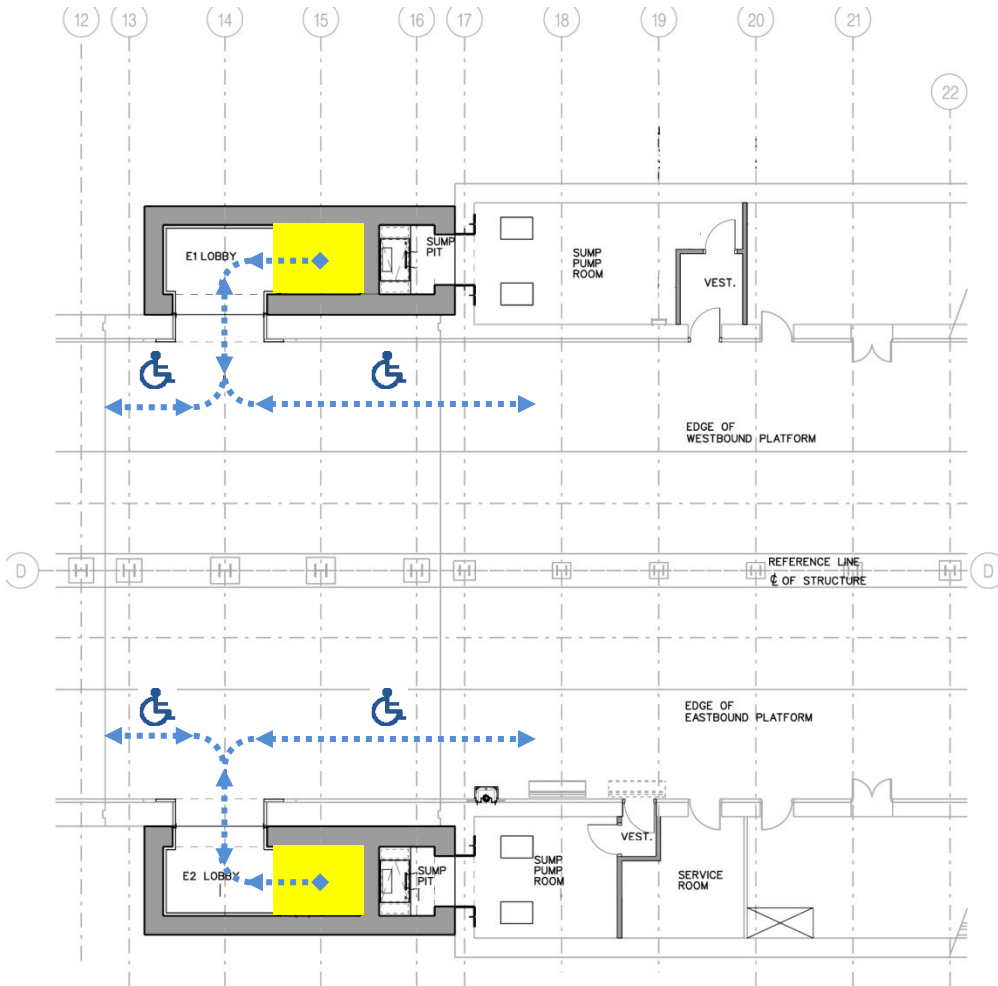 12
13
14
15
16
17
18
19
20
21
22
E1 LOBBY
SUMP
PIT
SUMP
PUMP
ROOM
VEST.
EDGE OF
WESTBOUND PLATFORM
D
REFERENCE LINE
℄ OF STRUCTURE
D
EDGE OF
EASTBOUND PLATFORM
E2 LOBBY
SUMP
PIT
SUMP
PUMP
ROOM
VEST.
SERVICE
ROOM